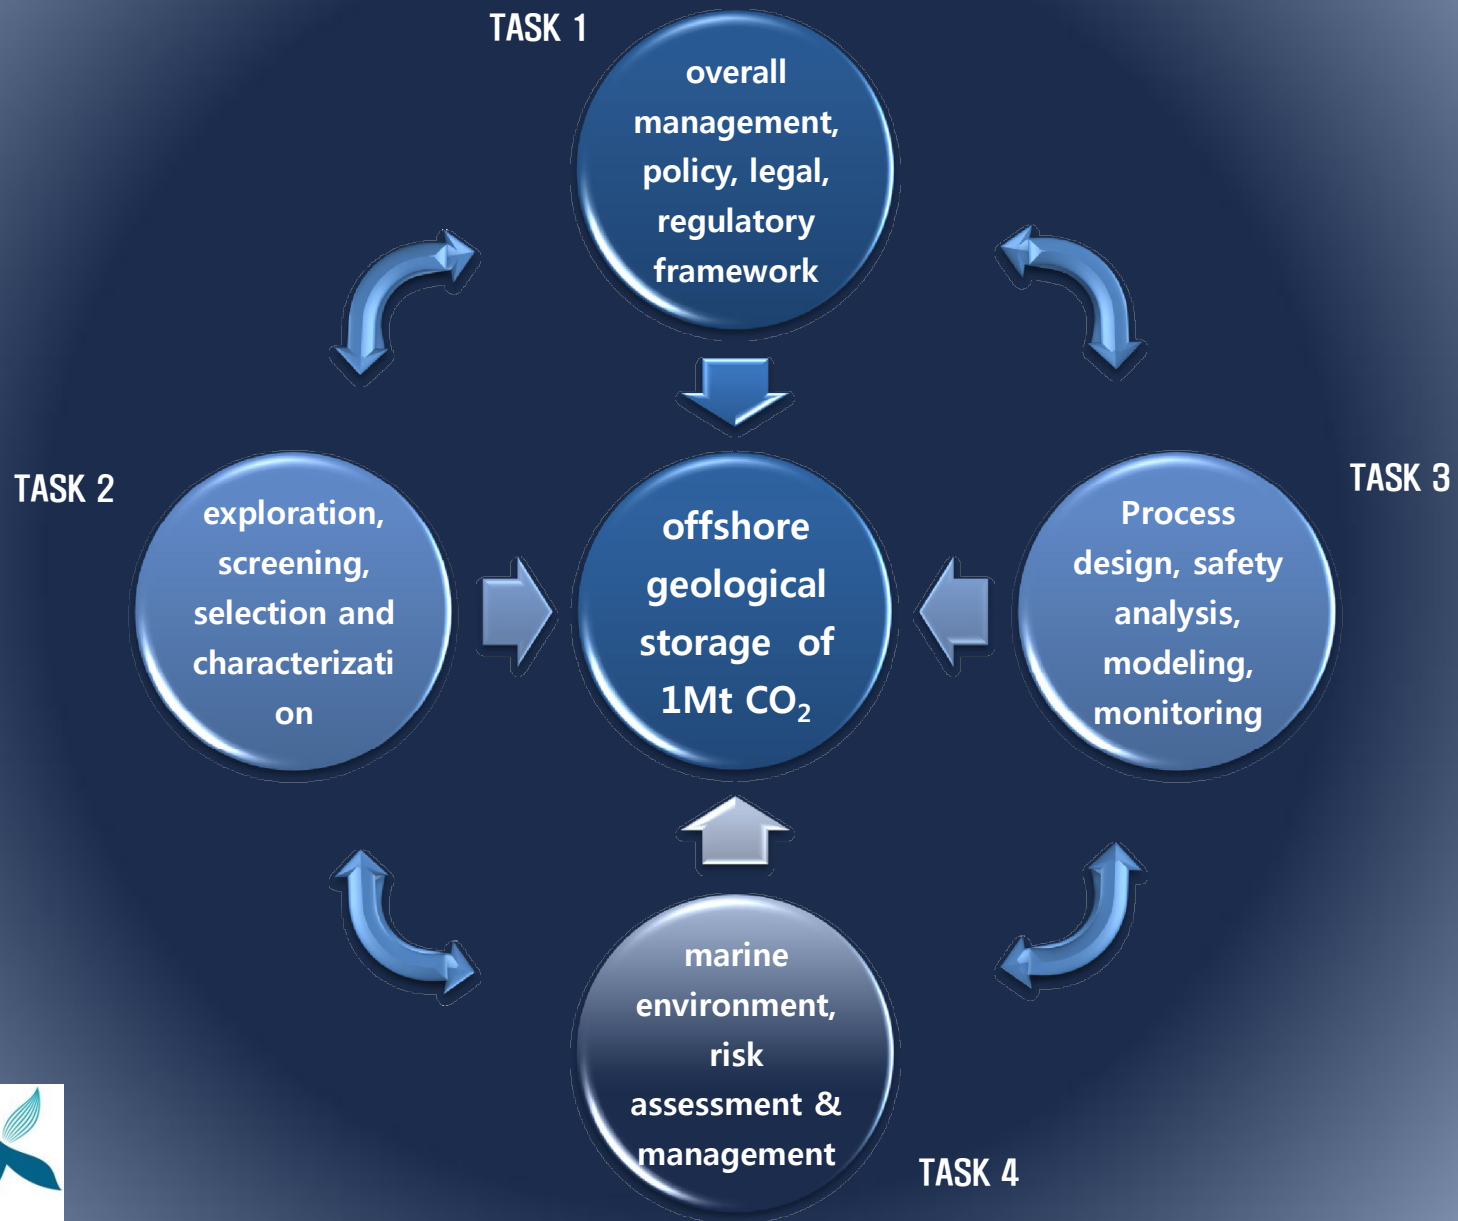 TASK 1
overall
management,
policy, legal,
regulatory
framework
TASK 2
exploration,
screening,
selection and
characterizati
on
offshore
geological
storage of
1Mt CO₂
TASK 3
Process
design, safety
analysis,
modeling,
monitoring
marine
environment,
risk
assessment &
management
TASK 4